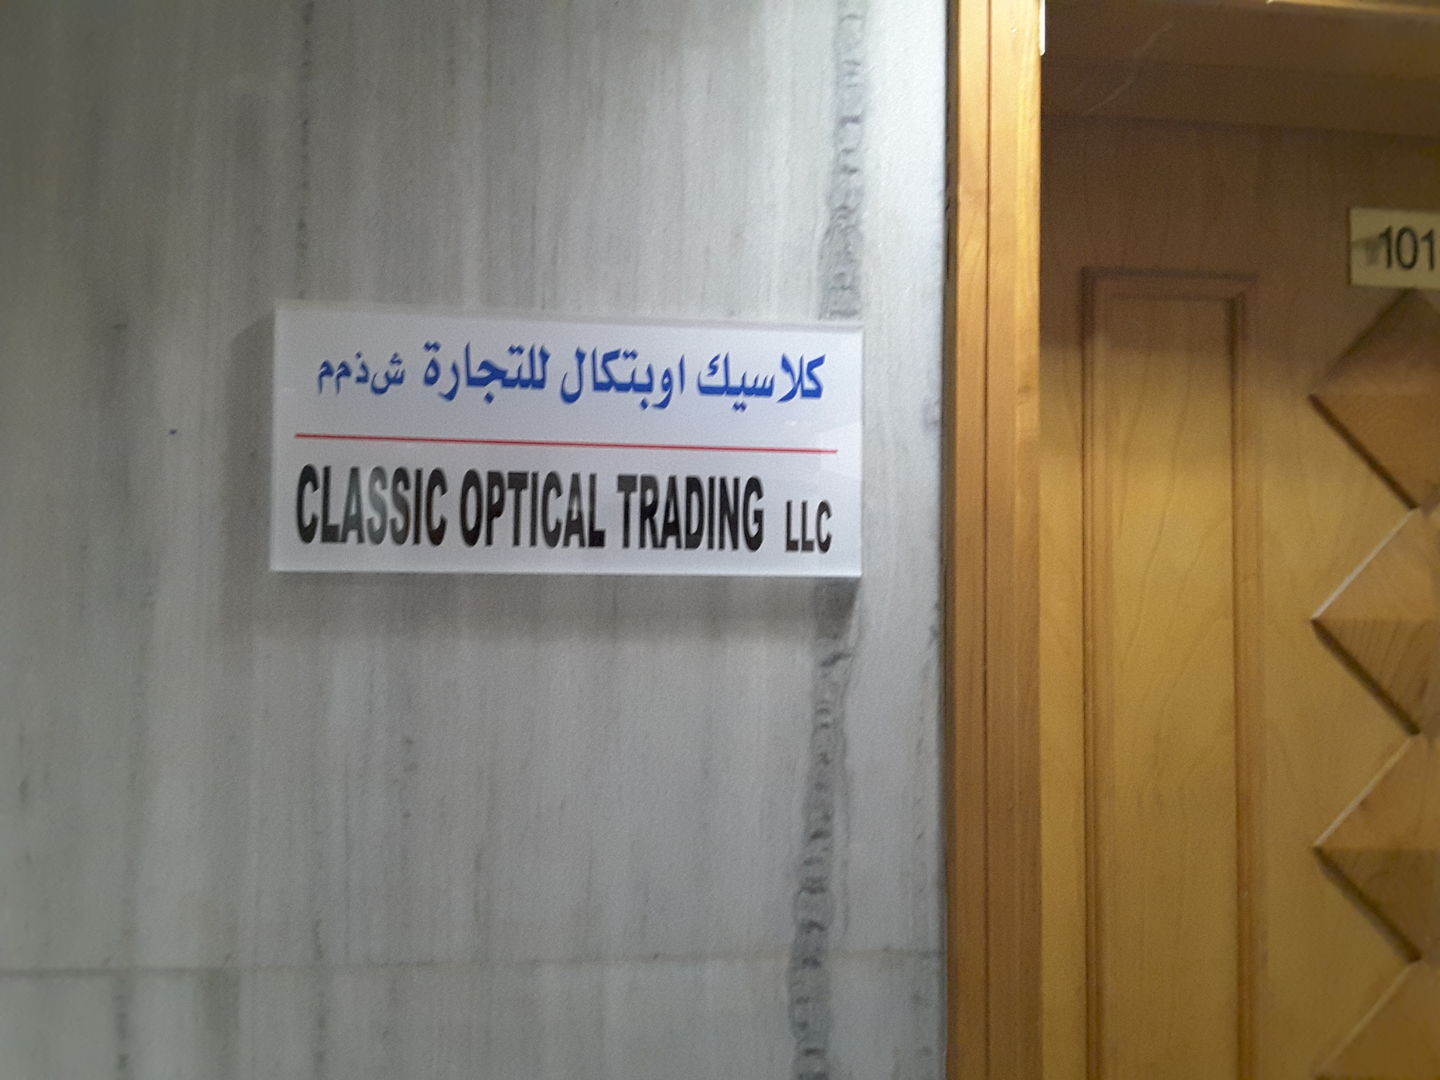 كلاسيك اوبتكال للتجارة ش ذ م م
CLASSIC OPTICAL TRADING LLC
101